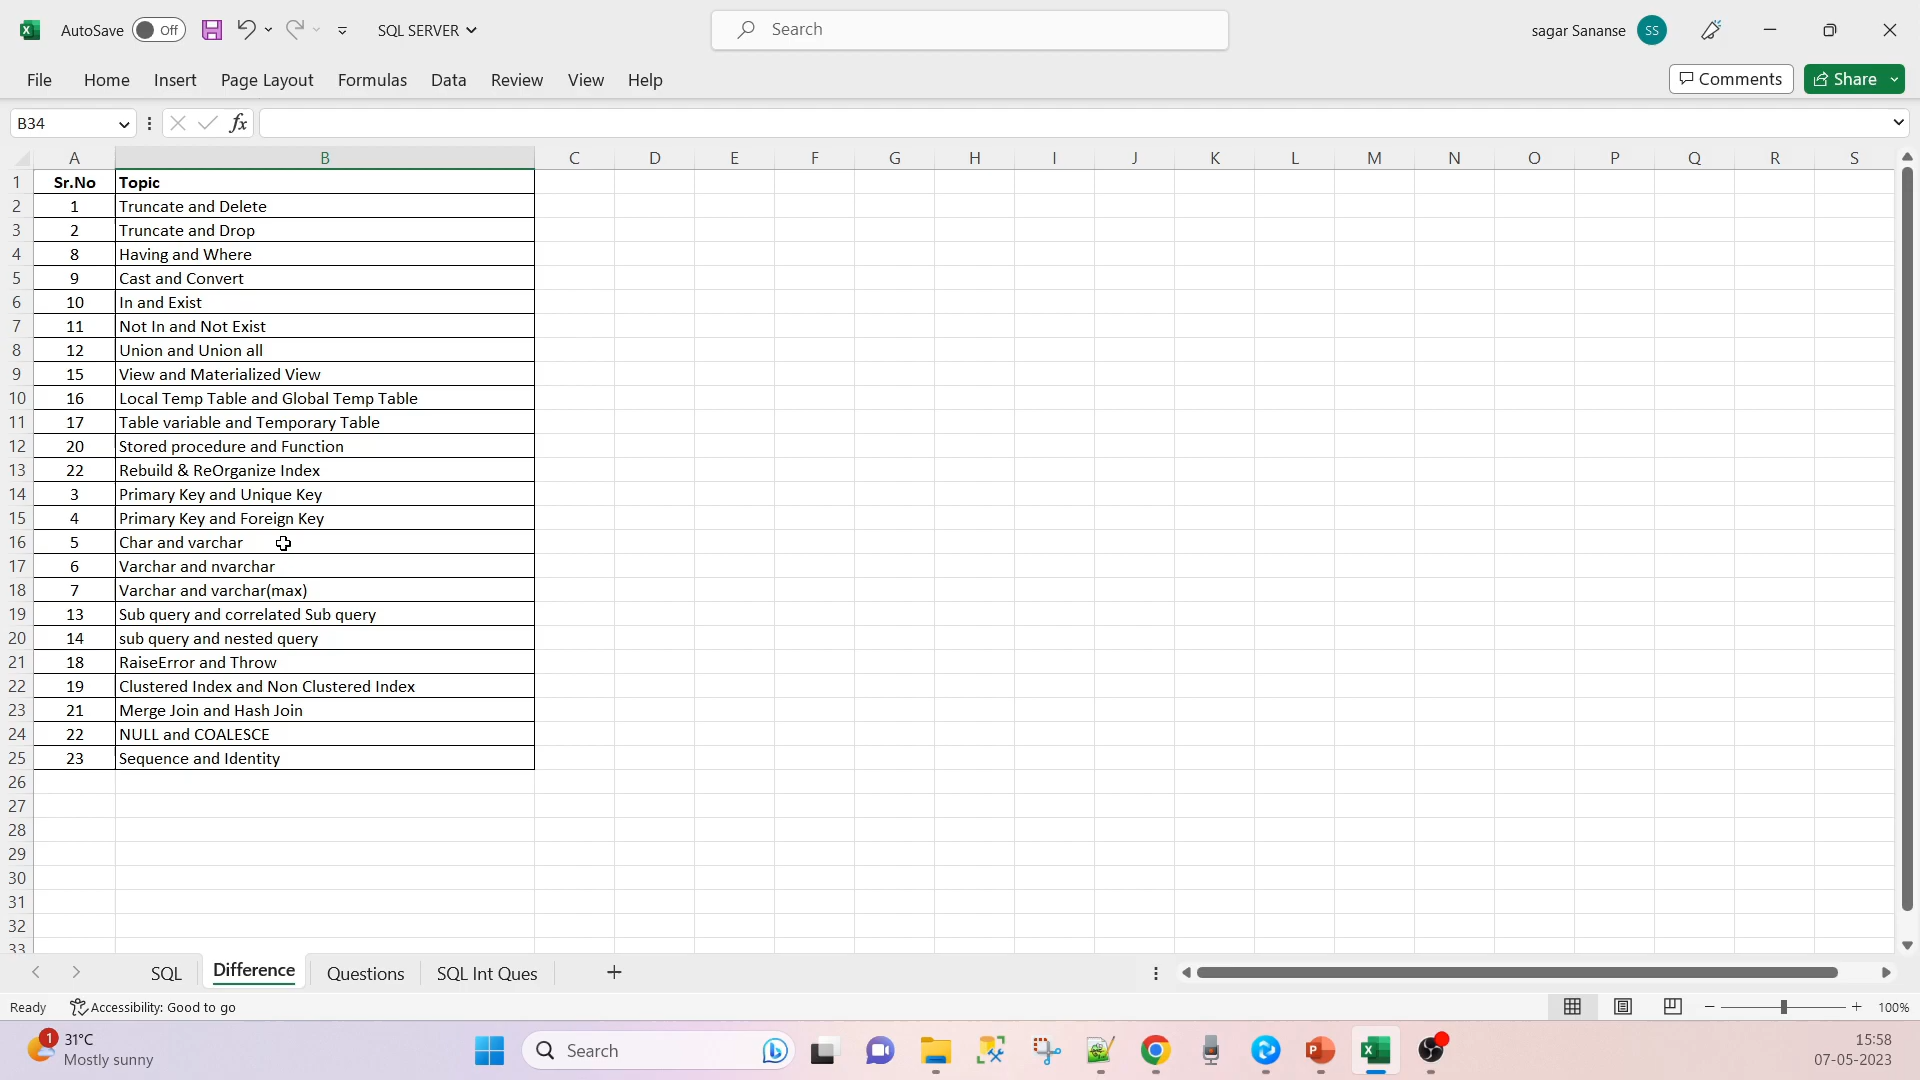 AutoSave Off SQL SERVER Search sagar Sananse SS
File Home Insert Page Layout Formulas Data Review View Help Comments Share
B34 fx
A B C D E F G H I J K L M N O P Q R S
1 Sr.No Topic
2 1 Truncate and Delete
3 2 Truncate and Drop
4 8 Having and Where
5 9 Cast and Convert
6 10 In and Exist
7 11 Not In and Not Exist
8 12 Union and Union all
9 15 View and Materialized View
10 16 Local Temp Table and Global Temp Table
11 17 Table variable and Temporary Table
12 20 Stored procedure and Function
13 22 Rebuild & ReOrganize Index
14 3 Primary Key and Unique Key
15 4 Primary Key and Foreign Key
16 5 Char and varchar
17 6 Varchar and nvarchar
18 7 Varchar and varchar(max)
19 13 Sub query and correlated Sub query
20 14 sub query and nested query
21 18 RaiseError and Throw
22 19 Clustered Index and Non Clustered Index
23 21 Merge Join and Hash Join
24 22 NULL and COALESCE
25 23 Sequence and Identity
26
27
28
29
30
31
32
33
SQL Difference Questions SQL Int Ques
Ready Accessibility: Good to go 100%
1 31°C Search 15:58
Mostly sunny 07-05-2023